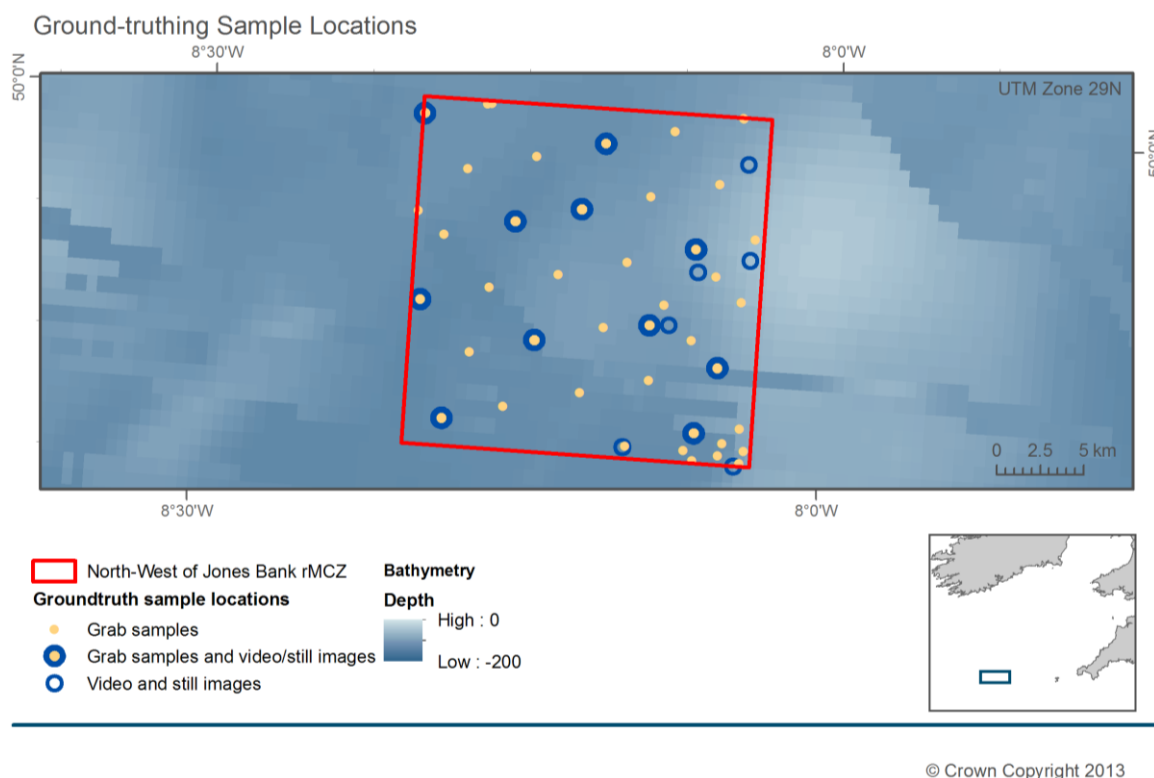 Ground-truthing Sample Locations
8°30'W 8°0'W
50°0'N
UTM Zone 29N
50°0'N
0 2.5 5 km
8°30'W 8°0'W
North-West of Jones Bank rMCZ
Groundtruth sample locations
Grab samples
Grab samples and video/still images
Video and still images
Bathymetry
Depth
High : 0
Low : -200
© Crown Copyright 2013